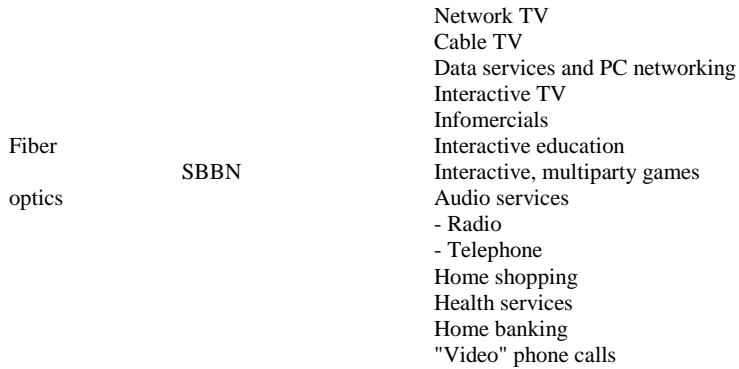 Network TV
Cable TV
Data services and PC networking
Interactive TV
Infomercials
Fiber Interactive education
SBBN Interactive, multiparty games
optics Audio services
- Radio
- Telephone
Home shopping
Health services
Home banking
"Video" phone calls